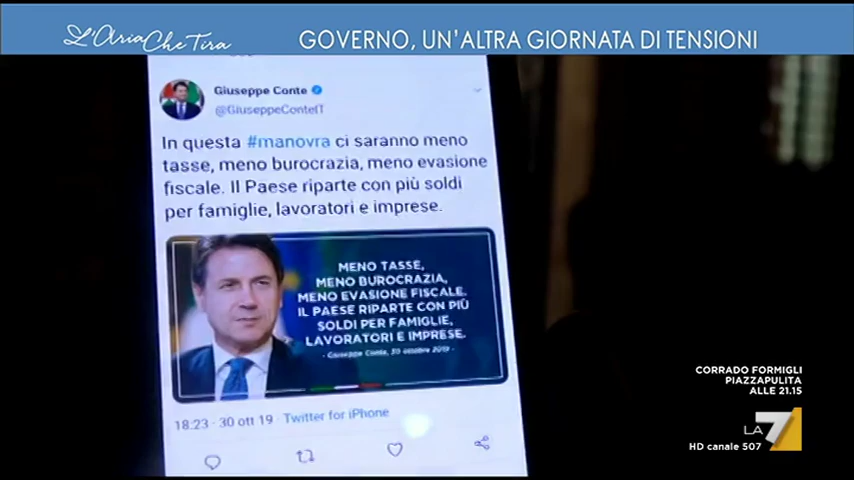 L'Aria Che Tira
GOVERNO, UN'ALTRA GIORNATA DI TENSIONI
Giuseppe Conte
@GiuseppeConteIT
In questa #manovra ci saranno meno
tasse, meno burocrazia, meno evasione
fiscale. Il Paese riparte con più soldi
per famiglie, lavoratori e imprese.
MENO TASSE,
MENO BUROCRAZIA,
MENO EVASIONE FISCALE.
IL PAESE RIPARTE CON PIÙ
SOLDI PER FAMIGLIE,
LAVORATORI E IMPRESE.
- Giuseppe Conte, 30 ottobre 2019 -
18:23 · 30 ott 19 · Twitter for iPhone
CORRADO FORMIGLI
PIAZZAPULITA
ALLE 21.15
LA 7
HD canale 507